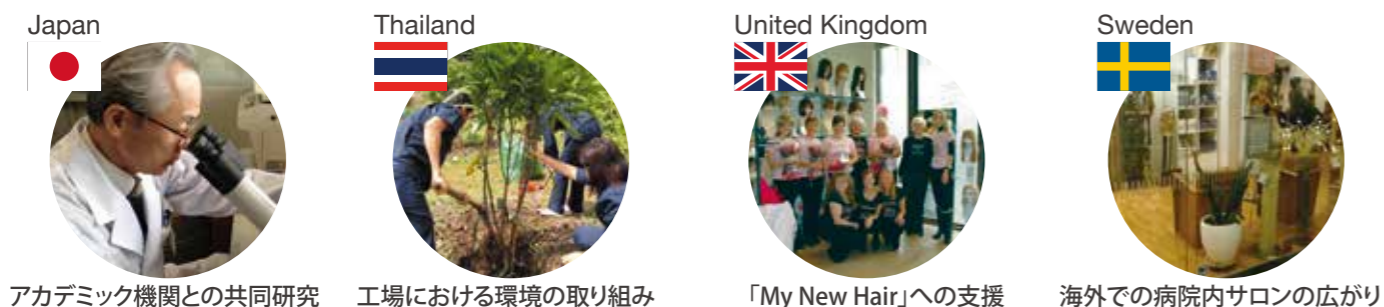 Japan
Thailand
United Kingdom
Sweden
アカデミック機関との共同研究
工場における環境の取り組み
「My New Hair」への支援
海外での病院内サロンの広がり